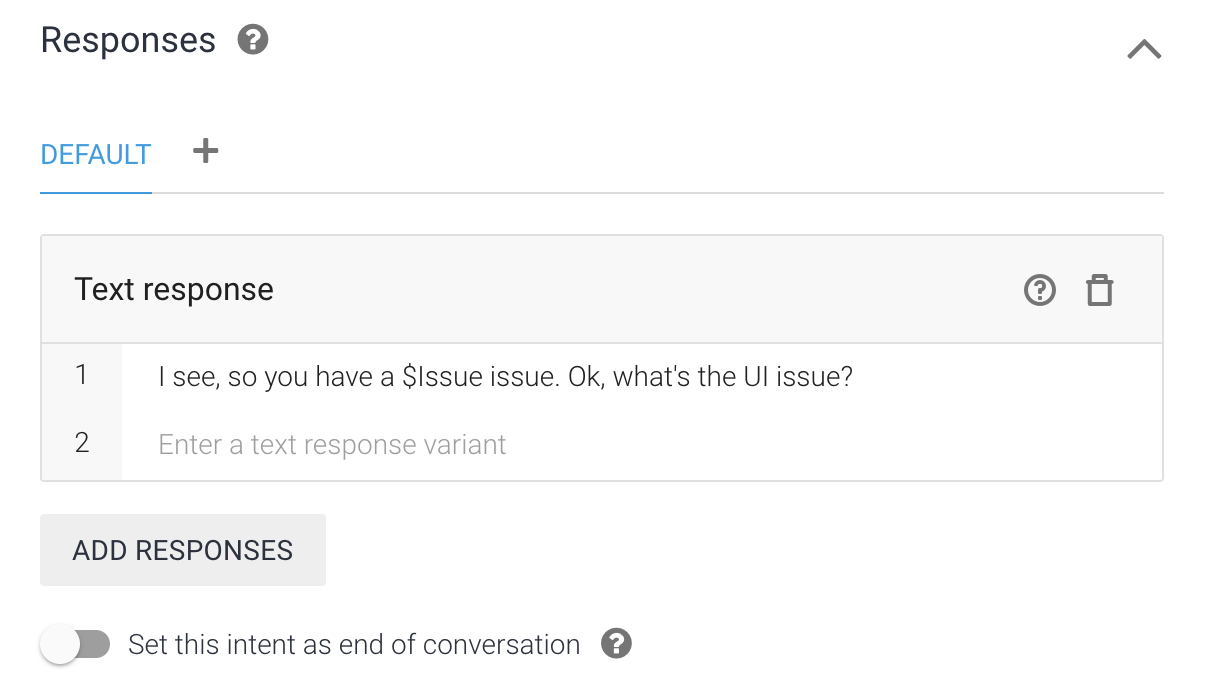 Responses
DEFAULT
Text response
1 I see, so you have a $Issue issue. Ok, what's the UI issue?
2 Enter a text response variant
ADD RESPONSES
Set this intent as end of conversation